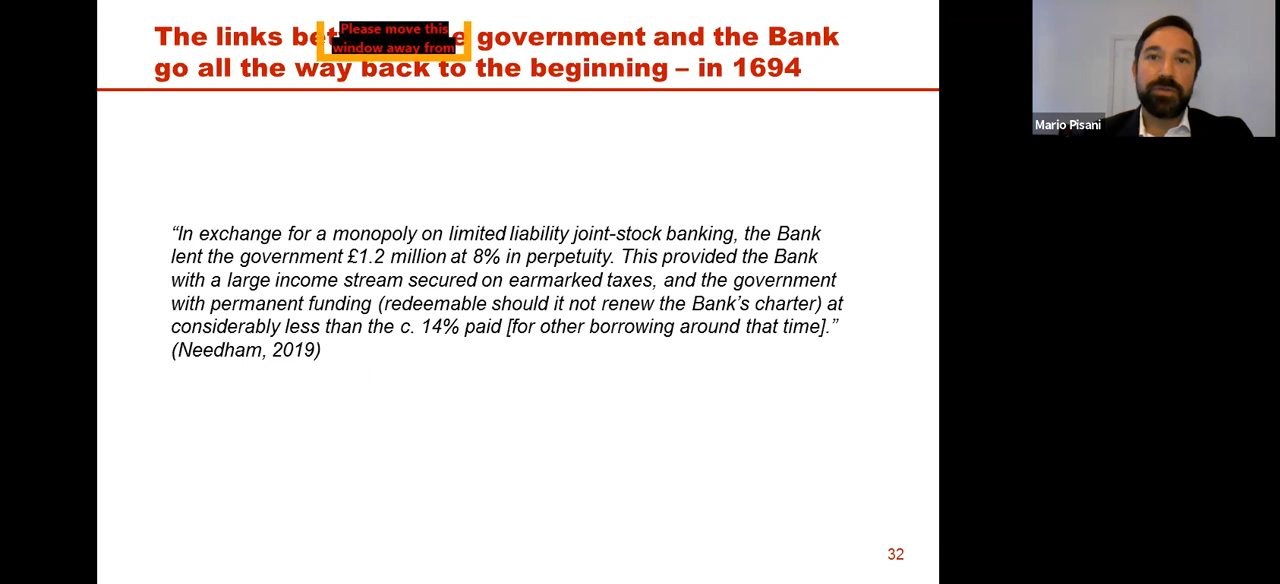 The links bet e government and the Bank
go all the way back to the beginning – in 1694
Please move this
window away from
Mario Pisani
“In exchange for a monopoly on limited liability joint-stock banking, the Bank
lent the government £1.2 million at 8% in perpetuity. This provided the Bank
with a large income stream secured on earmarked taxes, and the government
with permanent funding (redeemable should it not renew the Bank’s charter) at
considerably less than the c. 14% paid [for other borrowing around that time].”
(Needham, 2019)
32